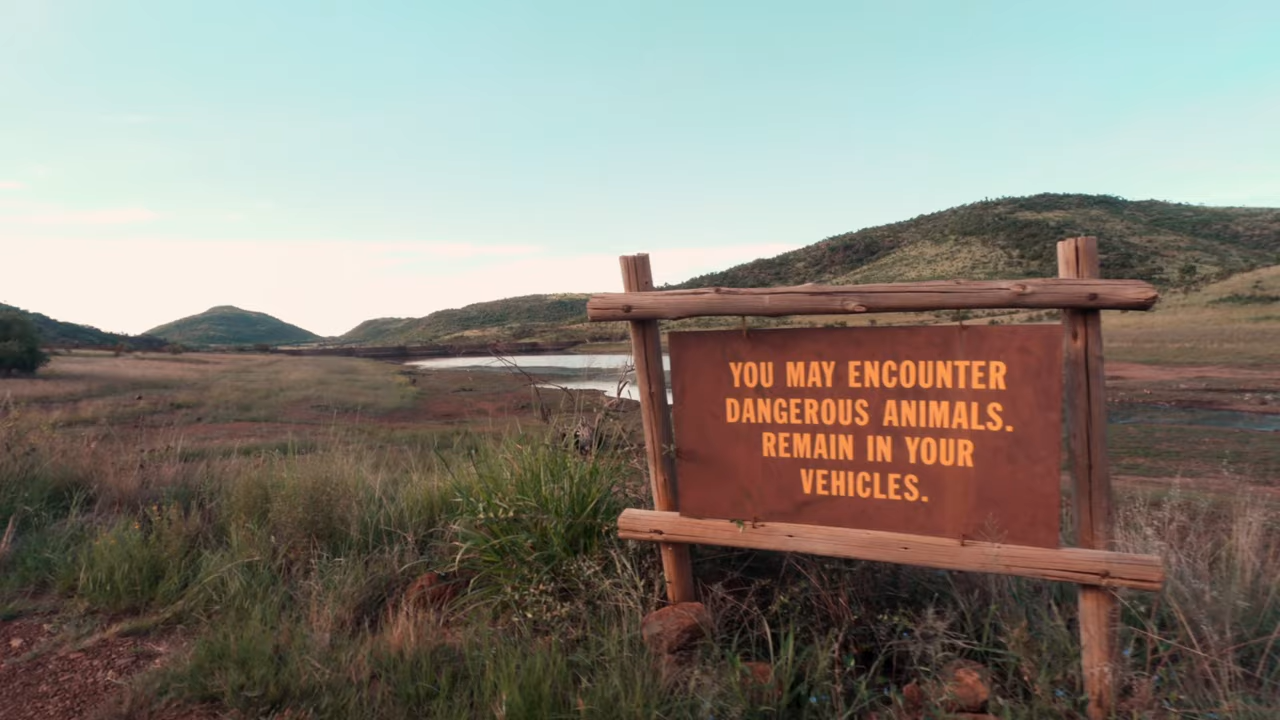 YOU MAY ENCOUNTER
DANGEROUS ANIMALS.
REMAIN IN YOUR
VEHICLES.